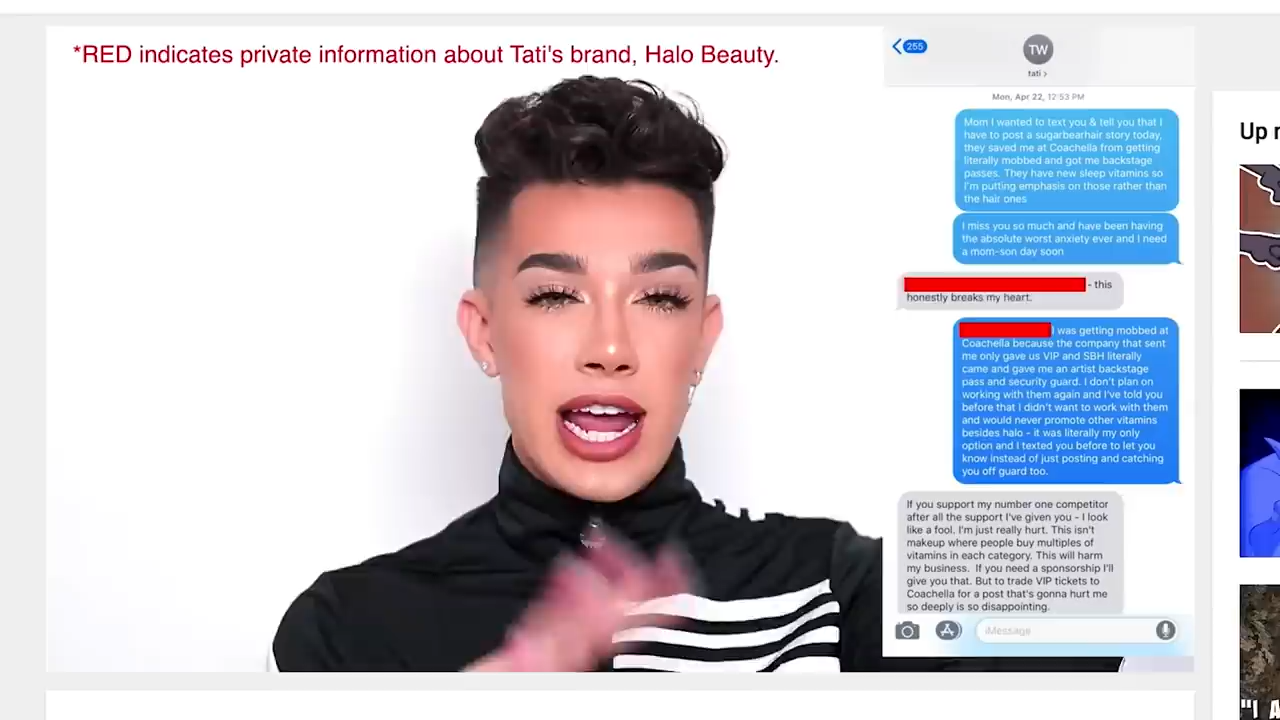 *RED indicates private information about Tati's brand, Halo Beauty.
255
TW
tati >
Mon, Apr 22, 12:53 PM
Mom I wanted to text you & tell you that I
have to post a sugarbearhair story today,
they saved me at Coachella from getting
literally mobbed and got me backstage
passes. They have new sleep vitamins so
I'm putting emphasis on those rather than
the hair ones
I miss you so much and have been having
the absolute worst anxiety ever and I need
a mom-son day soon
- this
honestly breaks my heart.
I was getting mobbed at
Coachella because the company that sent
me only gave us VIP and SBH literally
came and gave me an artist backstage
pass and security guard. I don't plan on
working with them again and I've told you
before that I didn't want to work with them
and would never promote other vitamins
besides halo - it was literally my only
option and I texted you before to let you
know instead of just posting and catching
you off guard too.
If you support my number one competitor
after all the support I've given you - I look
like a fool. I'm just really hurt. This isn't
makeup where people buy multiples of
vitamins in each category. This will harm
my business. If you need a sponsorship I'll
give you that. But to trade VIP tickets to
Coachella for a post that's gonna hurt me
so deeply is so disappointing.
iMessage
Up
"I